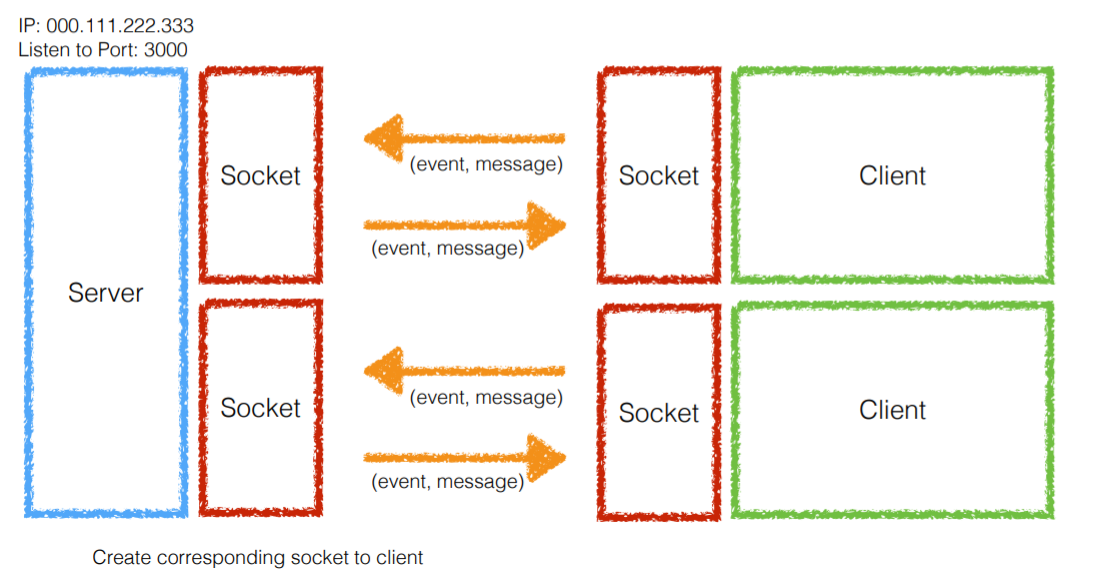 IP: 000.111.222.333
Listen to Port: 3000
Socket
(event, message)
(event, message)
Socket
Client
Server
Socket
(event, message)
(event, message)
Socket
Client
Create corresponding socket to client